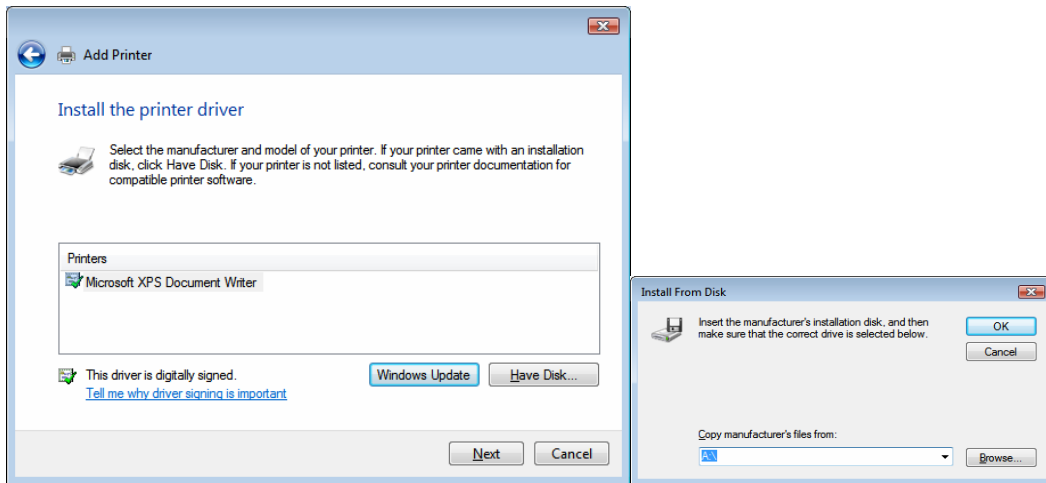 Add Printer
Install the printer driver
Select the manufacturer and model of your printer. If your printer came with an installation
disk, click Have Disk. If your printer is not listed, consult your printer documentation for
compatible printer software.
Printers
Microsoft XPS Document Writer
This driver is digitally signed.
Tell me why driver signing is important
Windows Update
Have Disk...
Next
Cancel
Install From Disk
Insert the manufacturer's installation disk, and then
make sure that the correct drive is selected below.
OK
Cancel
Copy manufacturer's files from:
A:\
Browse...